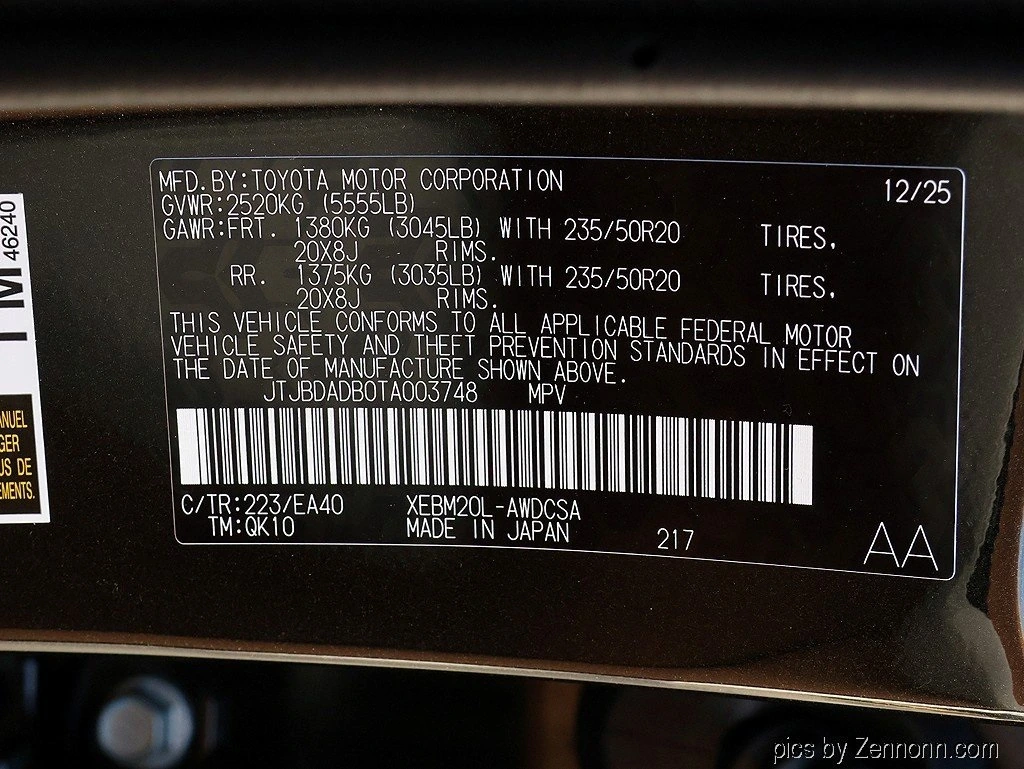 MFD.BY:TOYOTA MOTOR CORPORATION 12/25
GVWR:2520KG (5555LB)
GAWR:FRT. 1380KG (3045LB) WITH 235/50R20 TIRES,
20X8J RIMS.
RR. 1375KG (3035LB) WITH 235/50R20 TIRES,
20X8J RIMS.
THIS VEHICLE CONFORMS TO ALL APPLICABLE FEDERAL MOTOR
VEHICLE SAFETY AND THEFT PREVENTION STANDARDS IN EFFECT ON
THE DATE OF MANUFACTURE SHOWN ABOVE.
JTJBDADB0TA003748 MPV
C/TR:223/EA40 XEBM20L-AWDCSA
TM:QK10 MADE IN JAPAN 217
AA
46240
ANUEL
GER
US DE
EMENTS.
pics by Zennonn.com